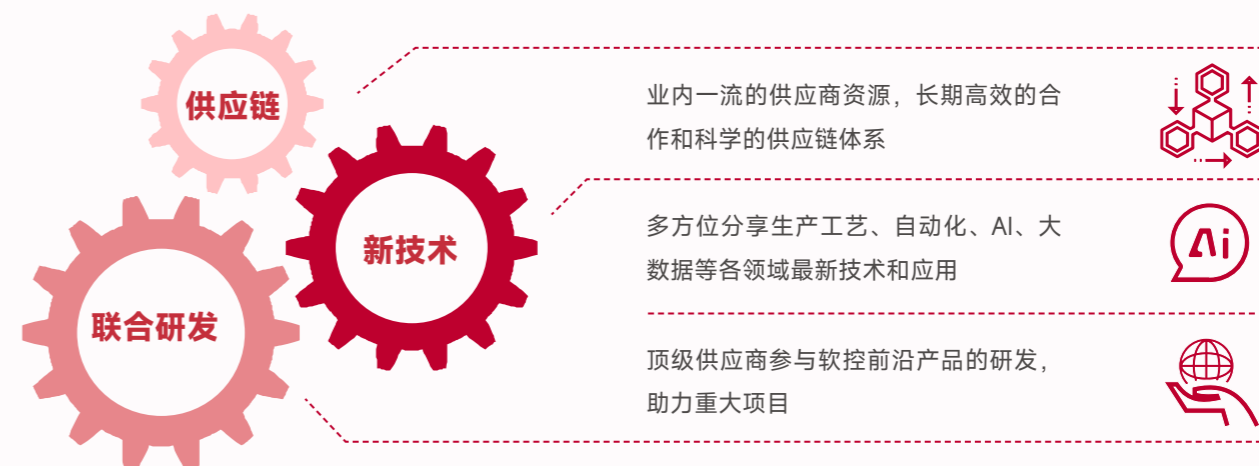 供应链
业内一流的供应商资源，长期高效的合
作和科学的供应链体系
新技术
多方位分享生产工艺、自动化、AI、大
数据等各领域最新技术和应用
Ai
联合研发
顶级供应商参与软控前沿产品的研发，
助力重大项目